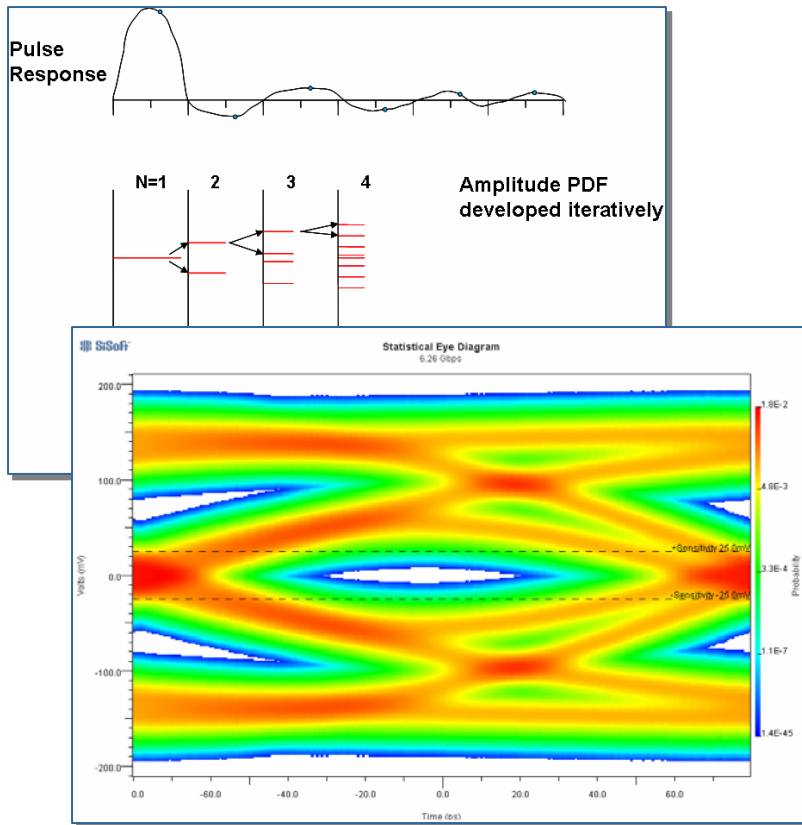 Pulse
Response
N=1 2 3 4
Amplitude PDF
developed iteratively
SiSoft
Statistical Eye Diagram
6.26 Gbps
200.0
100.0
0.0
-100.0
-200.0
Volts (mV)
+Sensitivity 25.0mV
-Sensitivity -25.0mV
1.8E-2
4.8E-3
3.3E-4
1.1E-7
1.4E-45
Probability
0.0 -60.0 -40.0 -20.0 0.0 20.0 40.0 60.0
Time (ps)